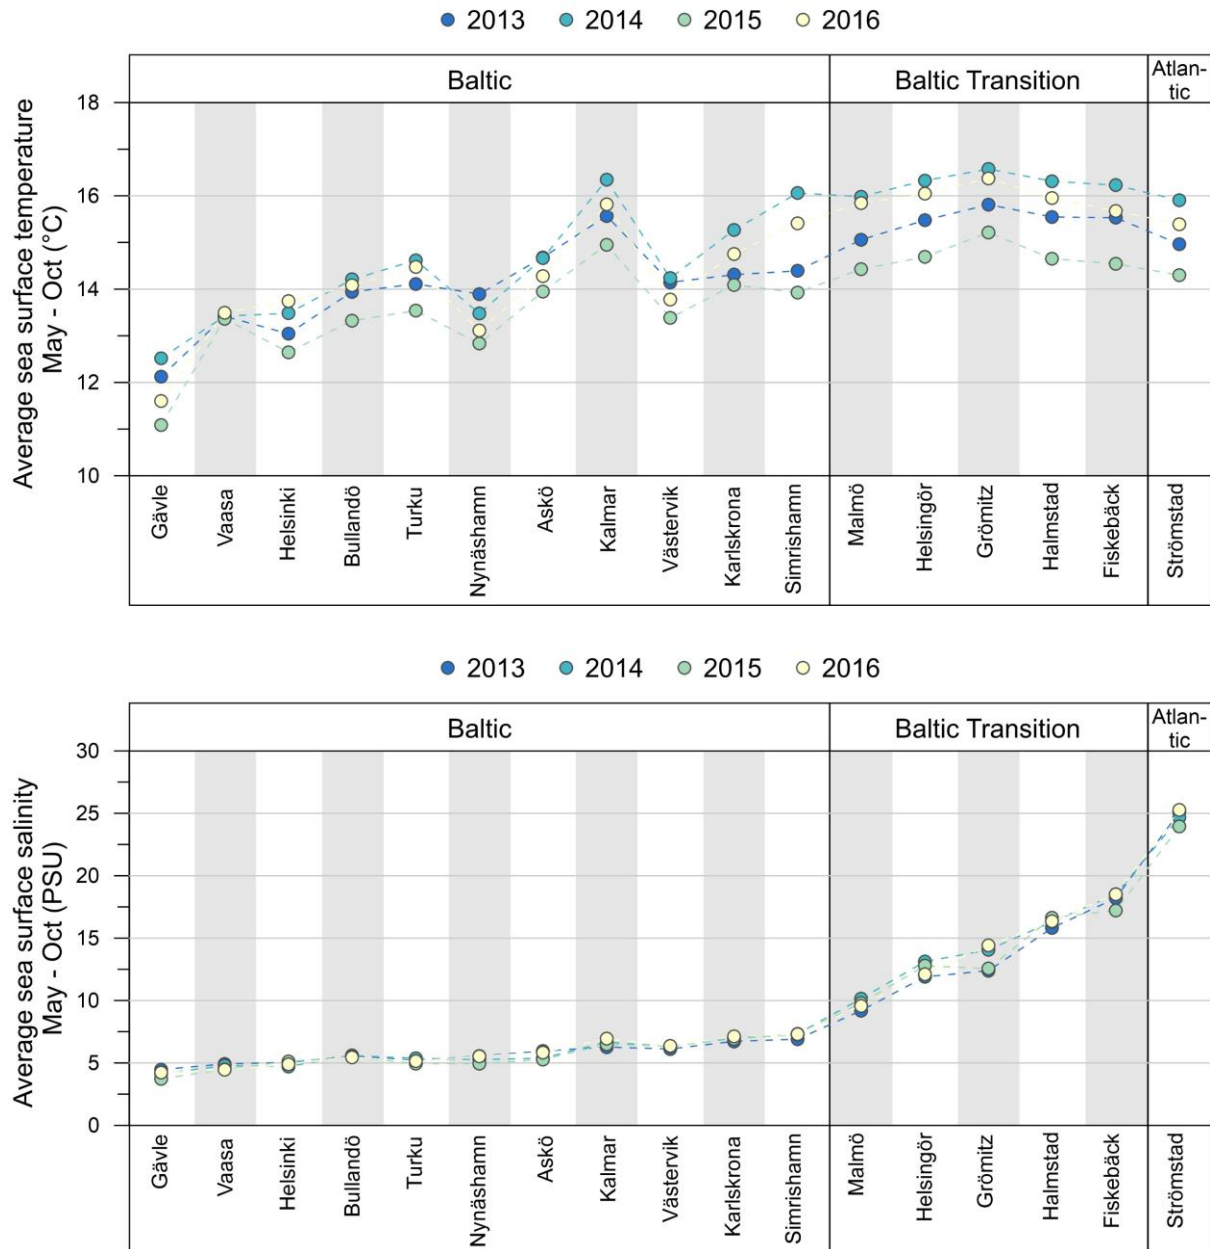 2013 2014 2015 2016
Baltic
Baltic Transition
Atlan-
tic
Average sea surface temperature
May - Oct (°C)
18
16
14
12
10
Gävle
Vaasa
Helsinki
Bullandö
Turku
Nynäshamn
Askö
Kalmar
Västervik
Karlskrona
Simrishamn
Malmö
Helsingör
Grömitz
Halmstad
Fiskebäck
Strömstad
2013 2014 2015 2016
Baltic
Baltic Transition
Atlan-
tic
Average sea surface salinity
May - Oct (PSU)
30
25
20
15
10
5
0
Gävle
Vaasa
Helsinki
Bullandö
Turku
Nynäshamn
Askö
Kalmar
Västervik
Karlskrona
Simrishamn
Malmö
Helsingör
Grömitz
Halmstad
Fiskebäck
Strömstad